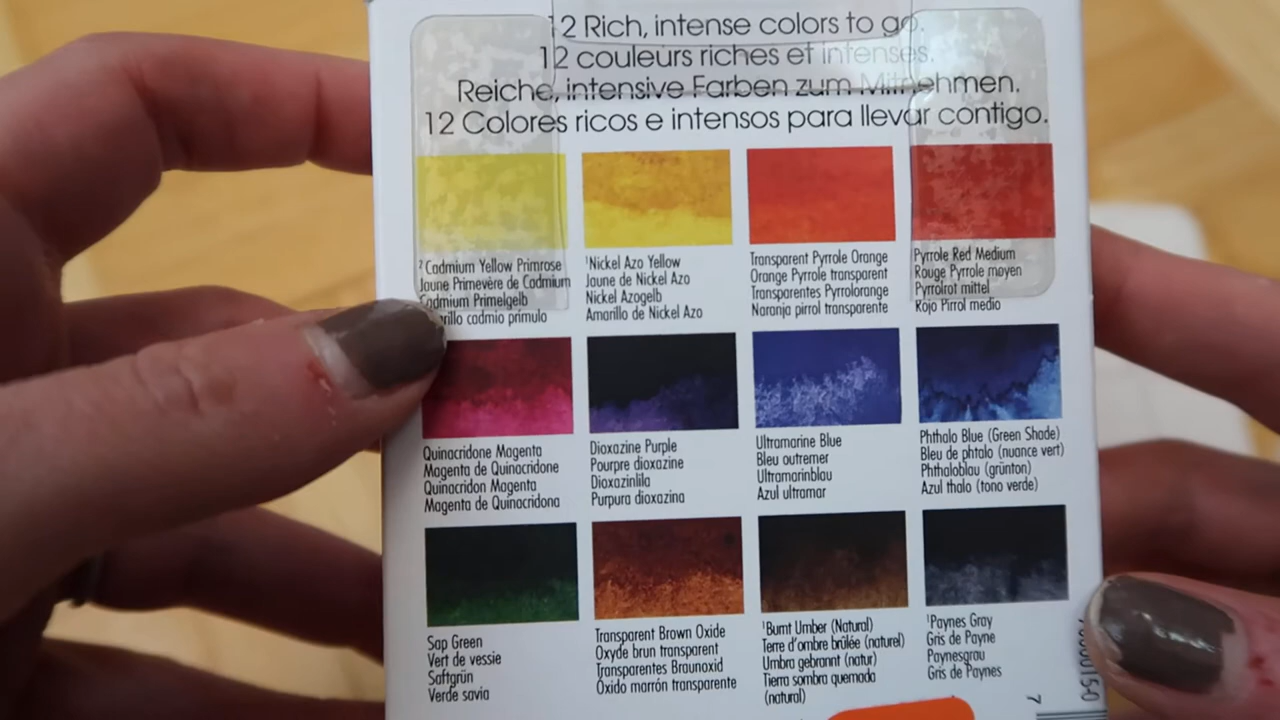 12 Rich, intense colors to go.
12 couleurs riches et intenses.
Reiche, intensive Farben zum Mitnehmen.
12 Colores ricos e intensos para llevar contigo.
²Cadmium Yellow Primrose
Jaune Primevère de Cadmium
Cadmium Primelgelb
cadmio prímulo
¹Nickel Azo Yellow
Jaune de Nickel Azo
Nickel Azogelb
Amarillo de Nickel Azo
Transparent Pyrrole Orange
Orange Pyrrole transparent
Transparentes Pyrrolorange
Naranja pirrol transparente
Pyrrole Red Medium
Rouge Pyrrole moyen
Pyrrolrot mittel
Rojo Pirrol medio
Quinacridone Magenta
Magenta de Quinacridone
Quinacridon Magenta
Magenta de Quinacridona
Dioxazine Purple
Pourpre dioxazine
Dioxazinlila
Purpura dioxazina
Ultramarine Blue
Bleu outremer
Ultramarinblau
Azul ultramar
Phthalo Blue (Green Shade)
Bleu de phtalo (nuance vert)
Phthaloblau (grünton)
Azul thalo (tono verde)
Sap Green
Vert de vessie
Saftgrün
Verde savia
Transparent Brown Oxide
Oxyde brun transparent
Transparentes Braunoxid
Óxido marrón transparente
¹Burnt Umber (Natural)
Terre d'ombre brûlée (naturel)
Umbra gebrannt (natur)
Tierra sombra quemada
(natural)
¹Paynes Gray
Gris de Payne
Paynesgrau
Gris de Paynes
7